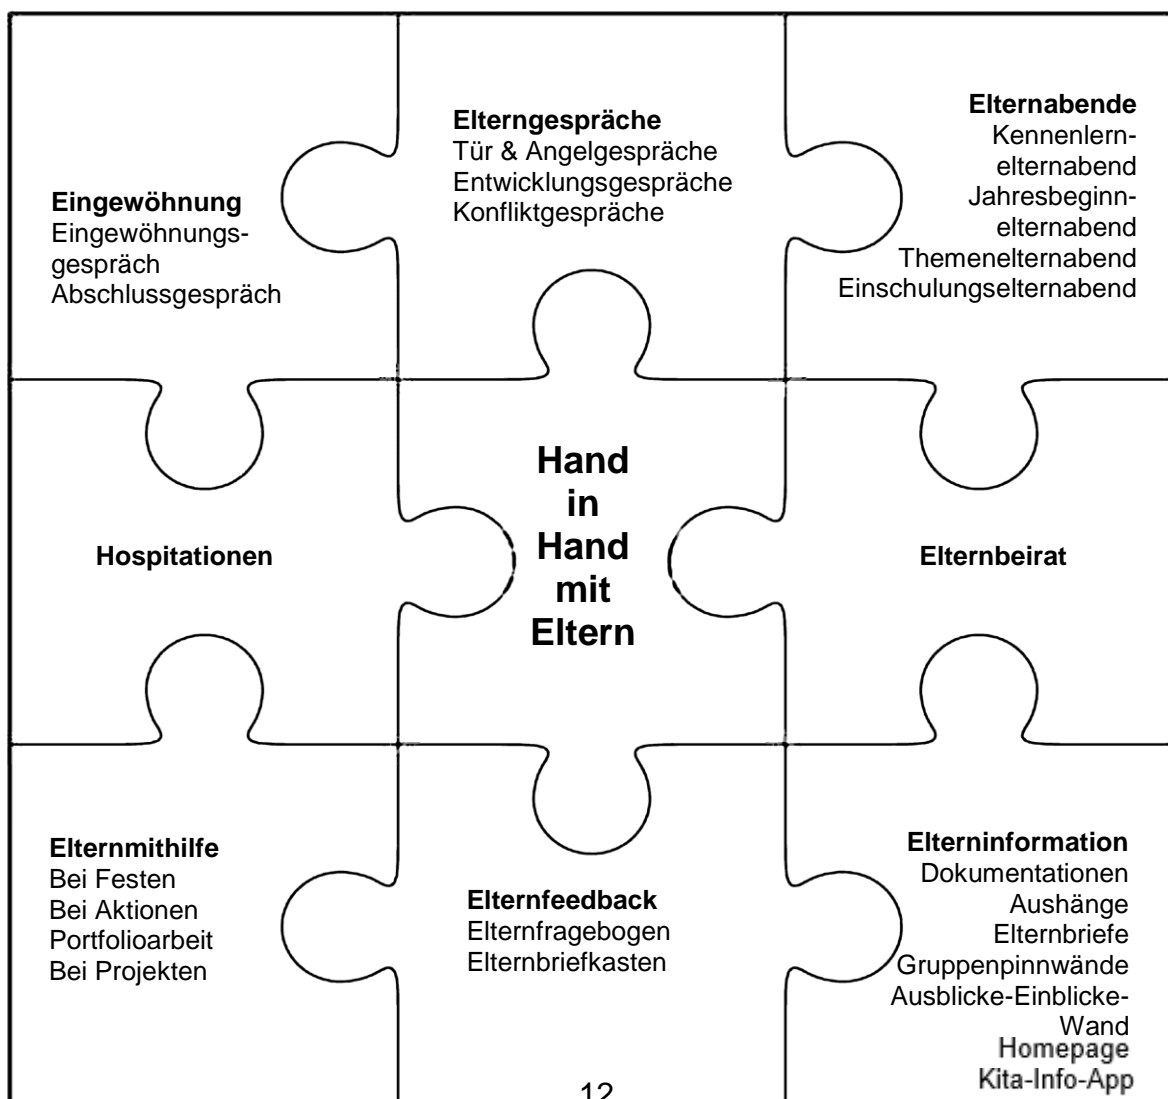 Eingewöhnung
Eingewöhnungs-
gespräch
Abschlussgespräch
Elterngespräche
Tür & Angelgespräche
Entwicklungsgespräche
Konfliktgespräche
Elternabende
Kennenlern-
elternabend
Jahresbeginn-
elternabend
Themenelternabend
Einschulungselternabend
Hospitationen
Hand
in
Hand
mit
Eltern
Elternbeirat
Elternmithilfe
Bei Festen
Bei Aktionen
Portfolioarbeit
Bei Projekten
Elternfeedback
Elternfragebogen
Elternbriefkasten
Elterninformation
Dokumentationen
Aushänge
Elternbriefe
Gruppenpinnwände
Ausblicke-Einblicke-
Wand
Homepage
Kita-Info-App
12